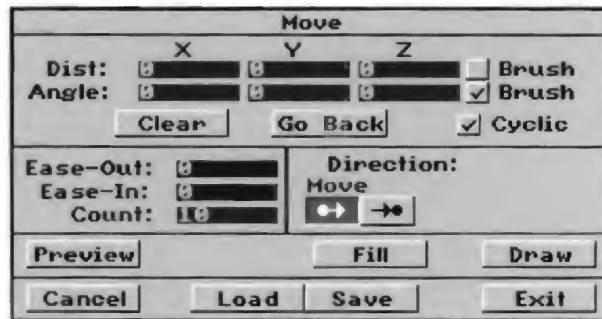 Move
X Y Z
Dist: 0 0 0 Brush
Angle: 0 0 0 Brush
Clear Go Back Cyclic
Ease-Out: 0
Ease-In: 0
Count: 10
Direction:
Move
Preview Fill Draw
Cancel Load Save Exit